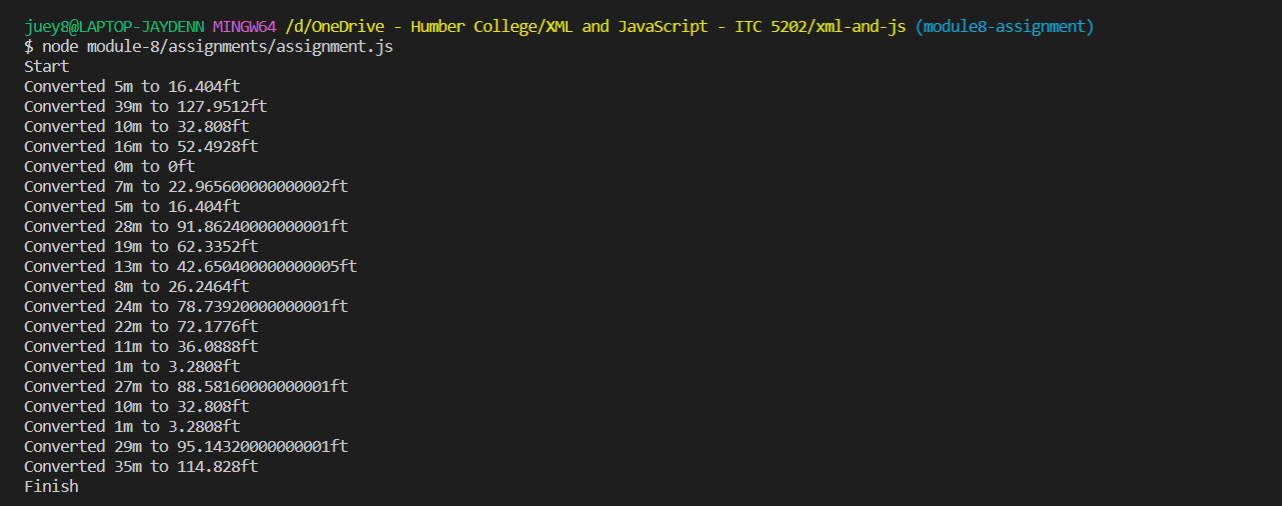 juey8@LAPTOP-JAYDENN MINGW64 /d/OneDrive - Humber College/XML and JavaScript - ITC 5202/xml-and-js (module8-assignment)
$ node module-8/assignments/assignment.js
Start
Converted 5m to 16.404ft
Converted 39m to 127.9512ft
Converted 10m to 32.808ft
Converted 16m to 52.4928ft
Converted 0m to 0ft
Converted 7m to 22.965600000000002ft
Converted 5m to 16.404ft
Converted 28m to 91.86240000000001ft
Converted 19m to 62.3352ft
Converted 13m to 42.650400000000005ft
Converted 8m to 26.2464ft
Converted 24m to 78.73920000000001ft
Converted 22m to 72.1776ft
Converted 11m to 36.0888ft
Converted 1m to 3.2808ft
Converted 27m to 88.58160000000001ft
Converted 10m to 32.808ft
Converted 1m to 3.2808ft
Converted 29m to 95.14320000000001ft
Converted 35m to 114.828ft
Finish